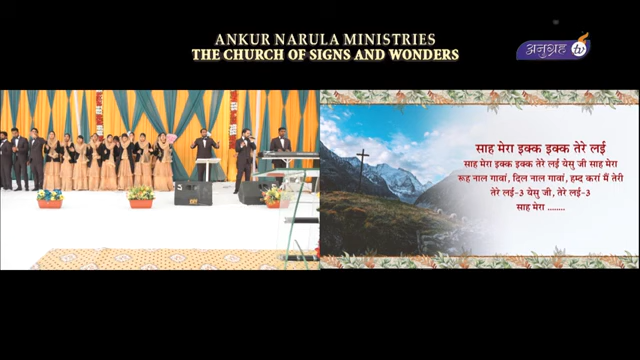 ANKUR NARULA MINISTRIES
THE CHURCH OF SIGNS AND WONDERS
अनुग्रह tv
साह मेरा इक्क इक्क तेरे लई
साह मेरा इक्क इक्क तेरे लई येसु जी साह मेरा
रूह नाल गावां, दिल नाल गावां, हम्द करां मैं तेरी
तेरे लई-3 येसु जी, तेरे लई-3
साह मेरा ........